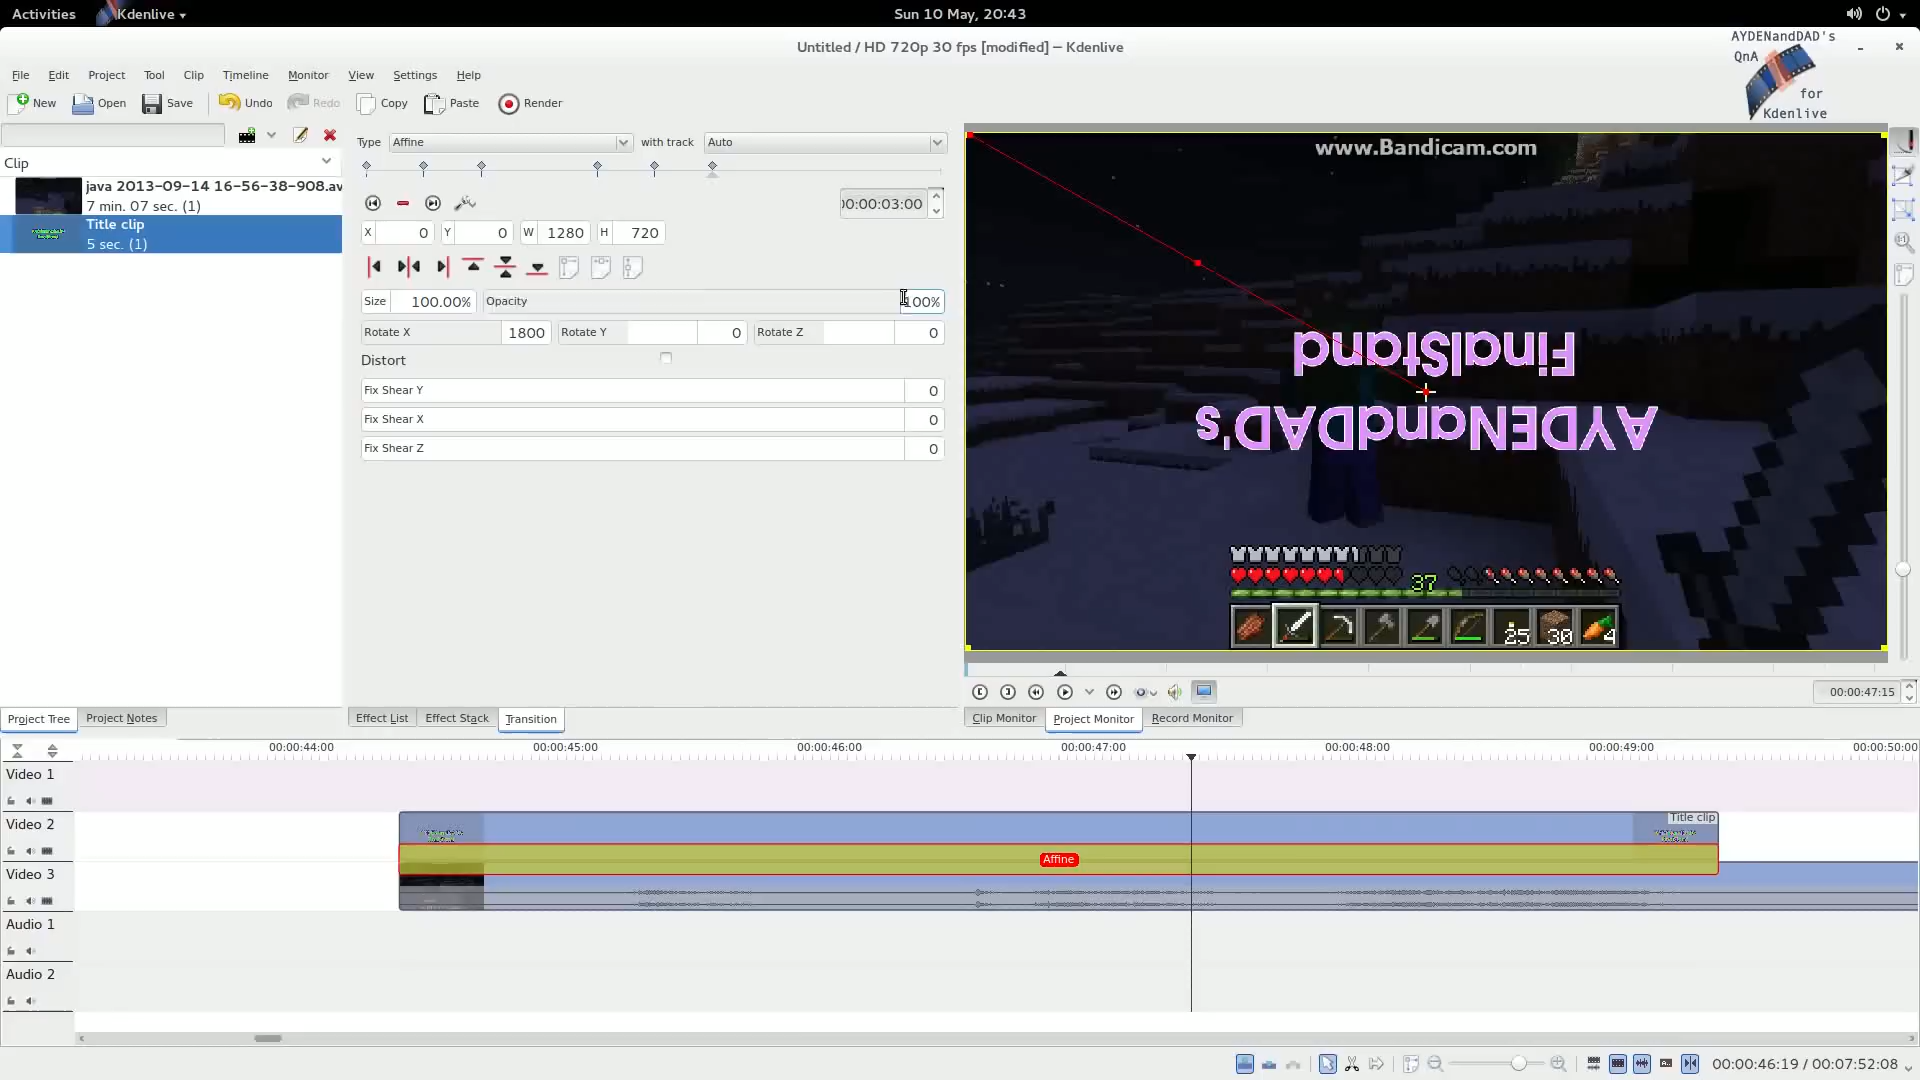 Activities
Kdenlive
Sun 10 May, 20:43
Untitled / HD 720p 30 fps [modified] — Kdenlive
AYDENandDAD's
QnA
for
Kdenlive
File Edit Project Tool Clip Timeline Monitor View Settings Help
New Open Save Undo Redo Copy Paste Render
Type Affine with track Auto
Clip
java 2013-09-14 16-56-38-908.av
7 min. 07 sec. (1)
Title clip
5 sec. (1)
00:00:03:00
X 0 Y 0 W 1280 H 720
Size 100.00% Opacity 100%
Rotate X 1800 Rotate Y 0 Rotate Z 0
Distort
Fix Shear Y 0
Fix Shear X 0
Fix Shear Z 0
www.Bandicam.com
FinalStand
AYDENandDAD's
37
25 30 4
00:00:47:15
Project Tree Project Notes
Effect List Effect Stack Transition
Clip Monitor Project Monitor Record Monitor
00:00:44:00 00:00:45:00 00:00:46:00 00:00:47:00 00:00:48:00 00:00:49:00 00:00:50:00
Video 1
Video 2
Title clip
Affine
Video 3
Audio 1
Audio 2
00:00:46:19 / 00:07:52:08